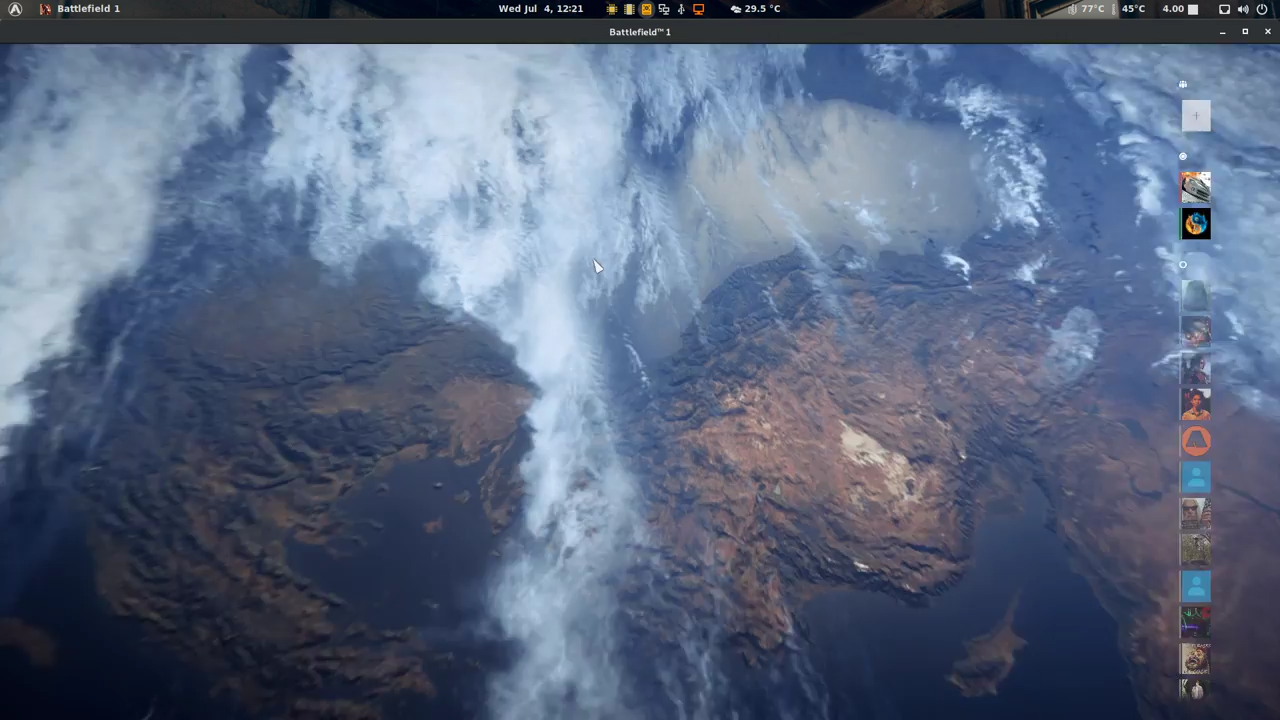 Battlefield 1
Wed Jul 4, 12:21
29.5 °C
77°C
45°C
4.00
Battlefield™ 1